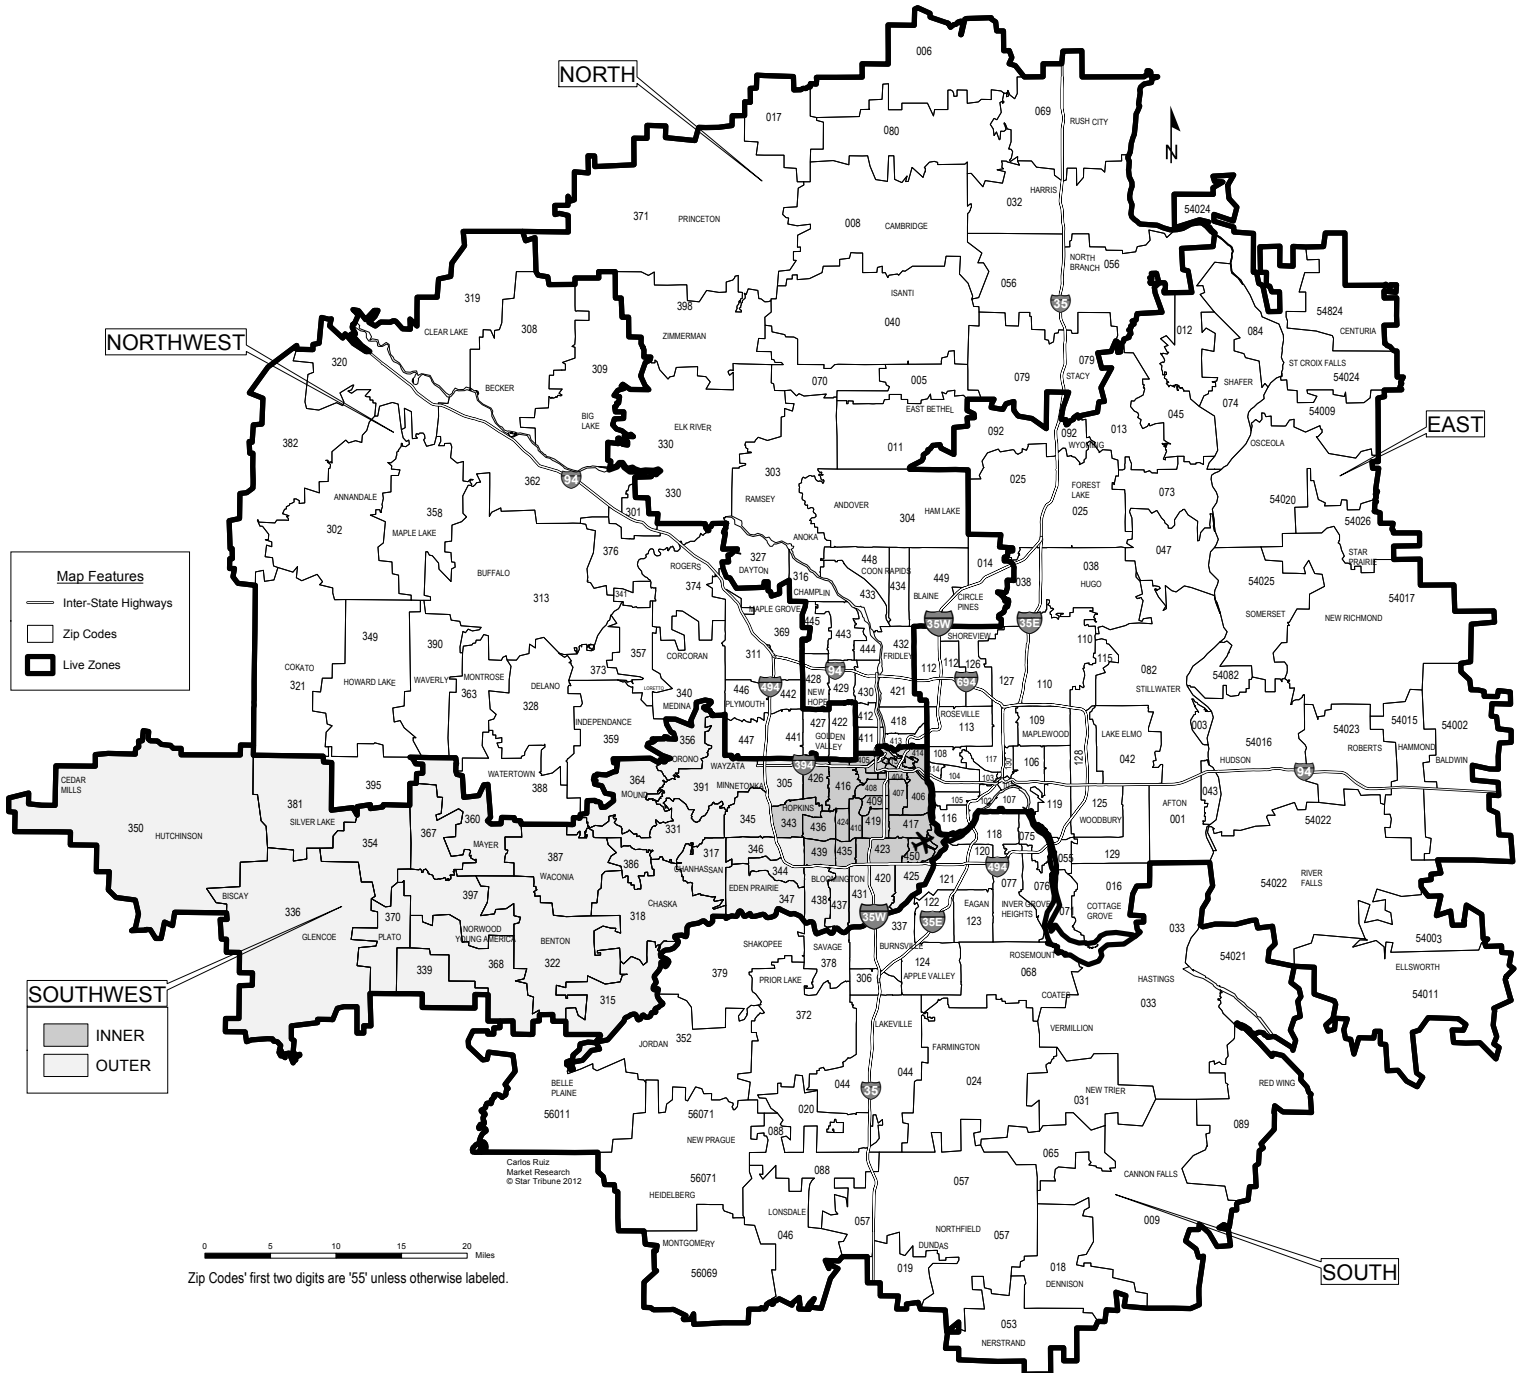 006
NORTH
017
069
RUSH CITY
080
N
HARRIS
032
54024
371
PRINCETON
008
CAMBRIDGE
NORTH
BRANCH
056
056
ISANTI
319
398
040
35
54824
CENTURIA
CLEAR LAKE
308
ZIMMERMAN
012
084
NORTHWEST
320
309
079
ST CROIX FALLS
54024
BECKER
070
005
079
STACY
SHAFER
074
54009
BIG
LAKE
EAST BETHEL
045
EAST
382
ELK RIVER
330
092
092
WYOMING
013
OSCEOLA
011
303
362
94
025
FOREST
LAKE
025
073
54020
ANNANDALE
358
330
RAMSEY
ANDOVER
HAM LAKE
304
301
54026
302
MAPLE LAKE
ANOKA
STAR
PRAIRIE
376
327
DAYTON
448
COON RAPIDS
014
047
Map Features
Inter-State Highways
Zip Codes
Live Zones
BUFFALO
ROGERS
374
316
CHAMPLIN
433
434
449
BLAINE
CIRCLE
PINES
038
038
HUGO
54025
SOMERSET
54017
NEW RICHMOND
313
341
MAPLE GROVE
369
445
443
35W
35E
349
390
357
CORCORAN
311
444
432
FRIDLEY
SHOREVIEW
110
115
COKATO
321
HOWARD LAKE
WAVERLY
MONTROSE
363
DELANO
328
373
LORETTO
340
MEDINA
446
PLYMOUTH
494
442
94
428
NEW
HOPE
429
430
421
112
112
126
694
127
110
082
STILLWATER
54082
INDEPENDANCE
359
447
441
427
422
GOLDEN
VALLEY
412
411
418
413
ROSEVILLE
113
109
MAPLEWOOD
LAKE ELMO
003
54023
54015
54002
ROBERTS
HAMMOND
BALDWIN
CEDAR
MILLS
356
ORONO
WAZATA
394
405
414
108
117
130
106
128
042
54016
HUDSON
94
395
WATERTOWN
388
364
MOUND
391
MINNETONKA
305
426
416
408
404
407
406
114
104
103
043
350
HUTCHINSON
381
SILVER LAKE
360
367
HOPKINS
343
345
436
424
410
409
419
417
105
102
107
116
119
125
WOODBURY
AFTON
001
54022
354
MAYER
331
387
WACONIA
386
317
CHANHASSAN
346
344
439
435
423
450
118
075
120
494
055
129
54022
RIVER
FALLS
BISCAY
336
GLENCOE
397
370
PLATO
NORWOOD
YOUNG AMERICA
368
339
BENTON
322
315
CHASKA
318
EDEN PRAIRIE
347
BLOOMINGTON
438
437
431
420
425
35W
121
122
35E
EAGAN
123
077
076
INVER GROVE
HEIGHTS
071
016
COTTAGE
GROVE
SOUTHWEST
INNER
OUTER
SHAKOPEE
379
SAVAGE
378
PRIOR LAKE
337
BURNSVILLE
124
APPLE VALLEY
306
ROSEMOUNT
068
COATES
033
HASTINGS
033
54021
54003
ELLSWORTH
54011
372
LAKEVILLE
JORDAN
352
FARMINGTON
VERMILLION
BELLE
PLAINE
56011
044
35
044
024
NEW TRIER
031
RED WING
56071
020
088
089
NEW PRAGUE
065
CANNON FALLS
Carlos Ruiz
Market Research
© Star Tribune 2012
088
56071
HEIDELBERG
057
LONSDALE
046
057
NORTHFIELD
057
009
DUNDAS
MONTGOMERY
56069
019
018
DENNISON
SOUTH
0 5 10 15 20
Miles
Zip Codes' first two digits are '55' unless otherwise labeled.
053
NERSTRAND